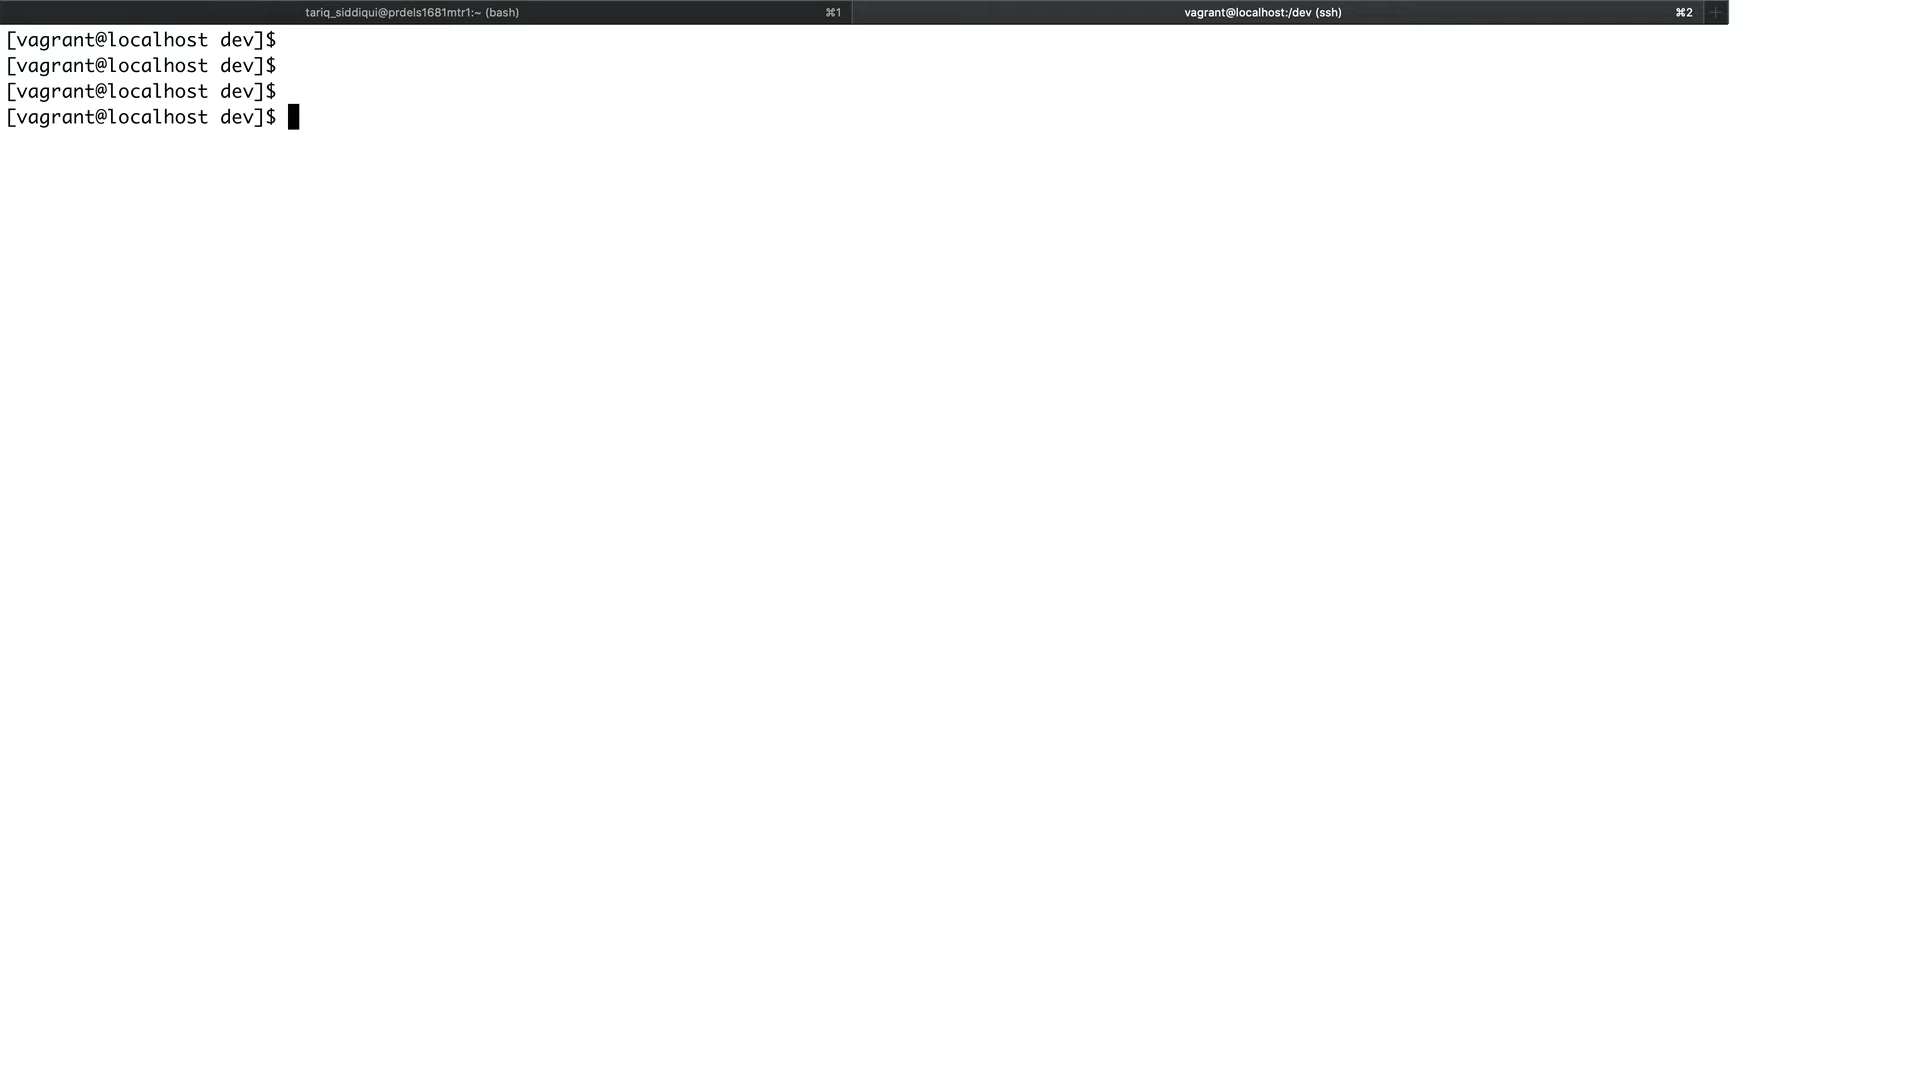 tariq_siddiqui@prdels1681mtr1:~ (bash) ⌘1 vagrant@localhost:/dev (ssh) ⌘2 +
[vagrant@localhost dev]$
[vagrant@localhost dev]$
[vagrant@localhost dev]$
[vagrant@localhost dev]$